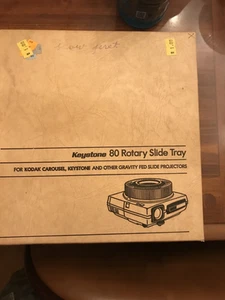 Keystone 80 Rotary Slide Tray
FOR KODAK CAROUSEL, KEYSTONE AND OTHER GRAVITY FED SLIDE PROJECTORS